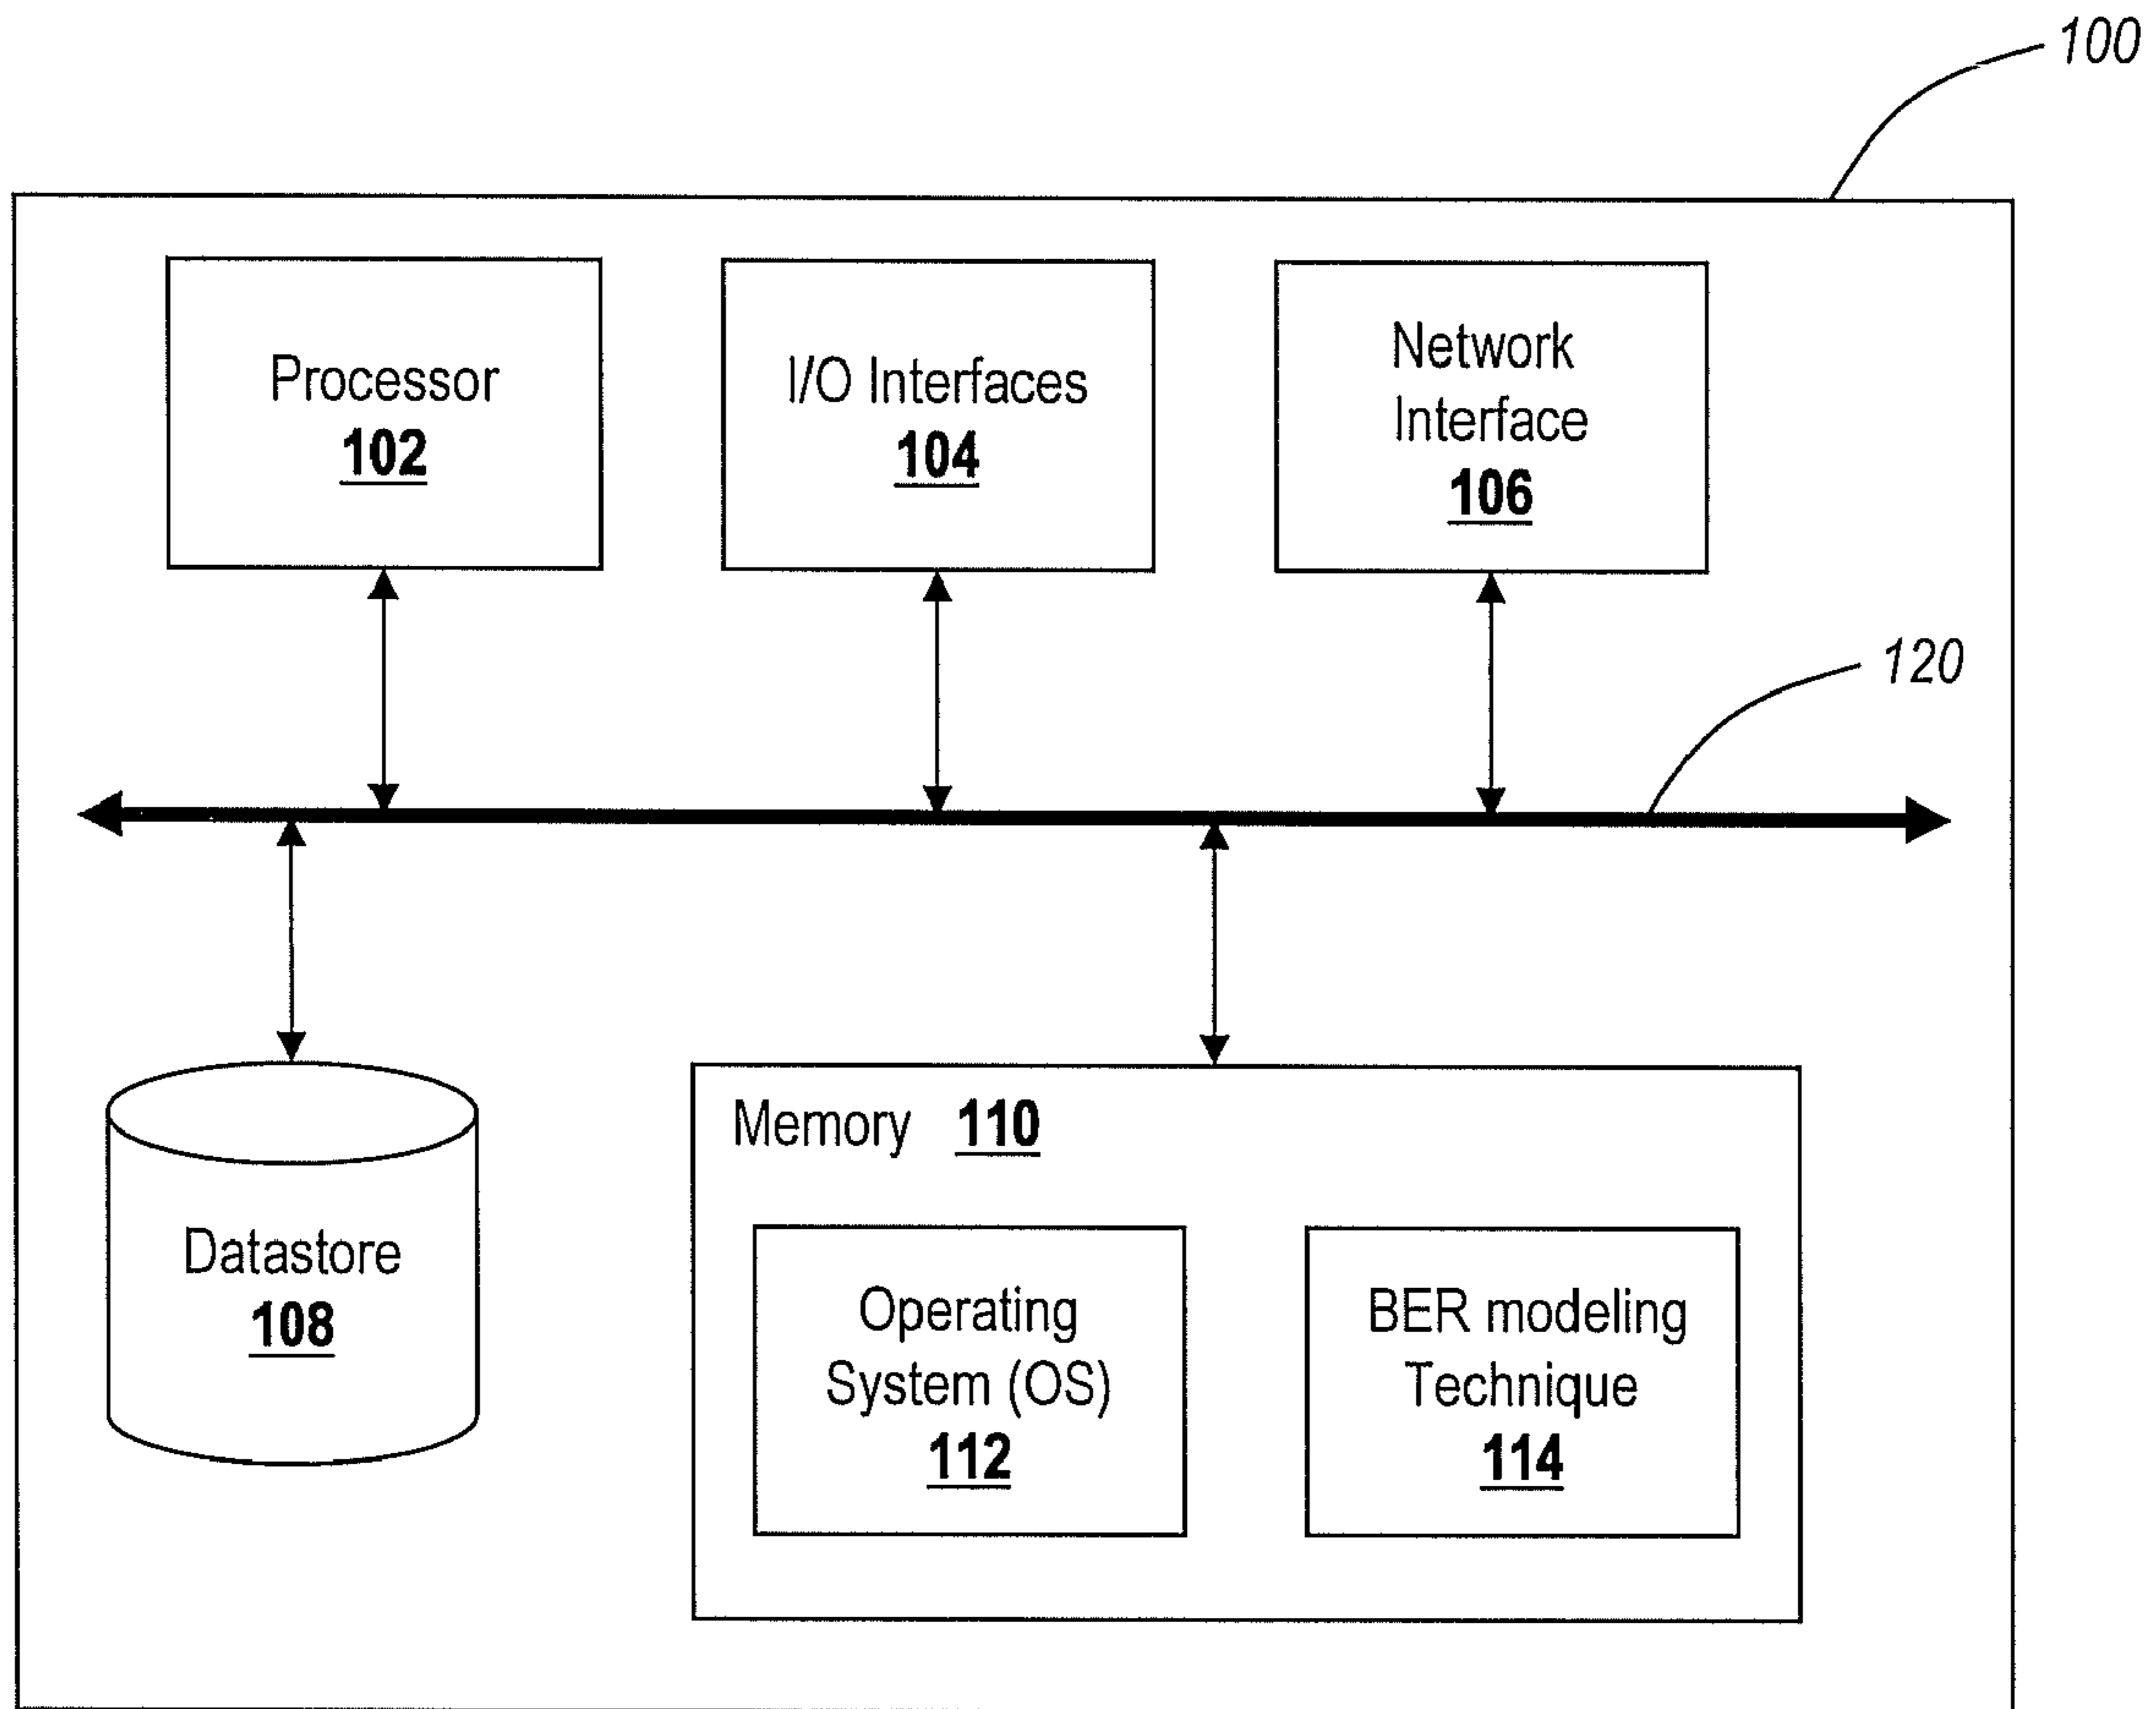 100
Processor
102
I/O Interfaces
104
Network
Interface
106
120
Datastore
108
Memory 110
Operating
System (OS)
112
BER modeling
Technique
114